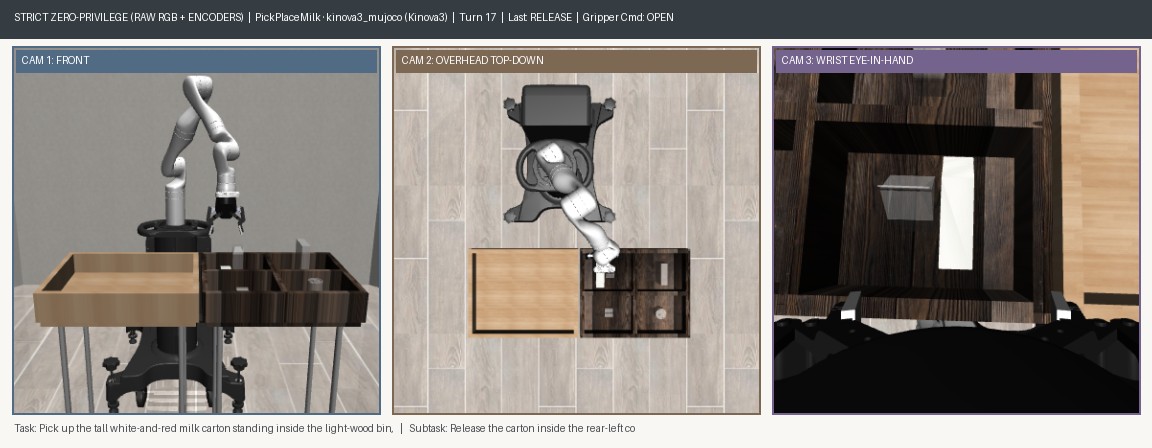 STRICT ZERO-PRIVILEGE (RAW RGB + ENCODERS) | PickPlaceMilk · kinova3_mujoco (Kinova3) | Turn 17 | Last: RELEASE | Gripper Cmd: OPEN
CAM 1: FRONT
CAM 2: OVERHEAD TOP-DOWN
CAM 3: WRIST EYE-IN-HAND
Task: Pick up the tall white-and-red milk carton standing inside the light-wood bin, | Subtask: Release the carton inside the rear-left co